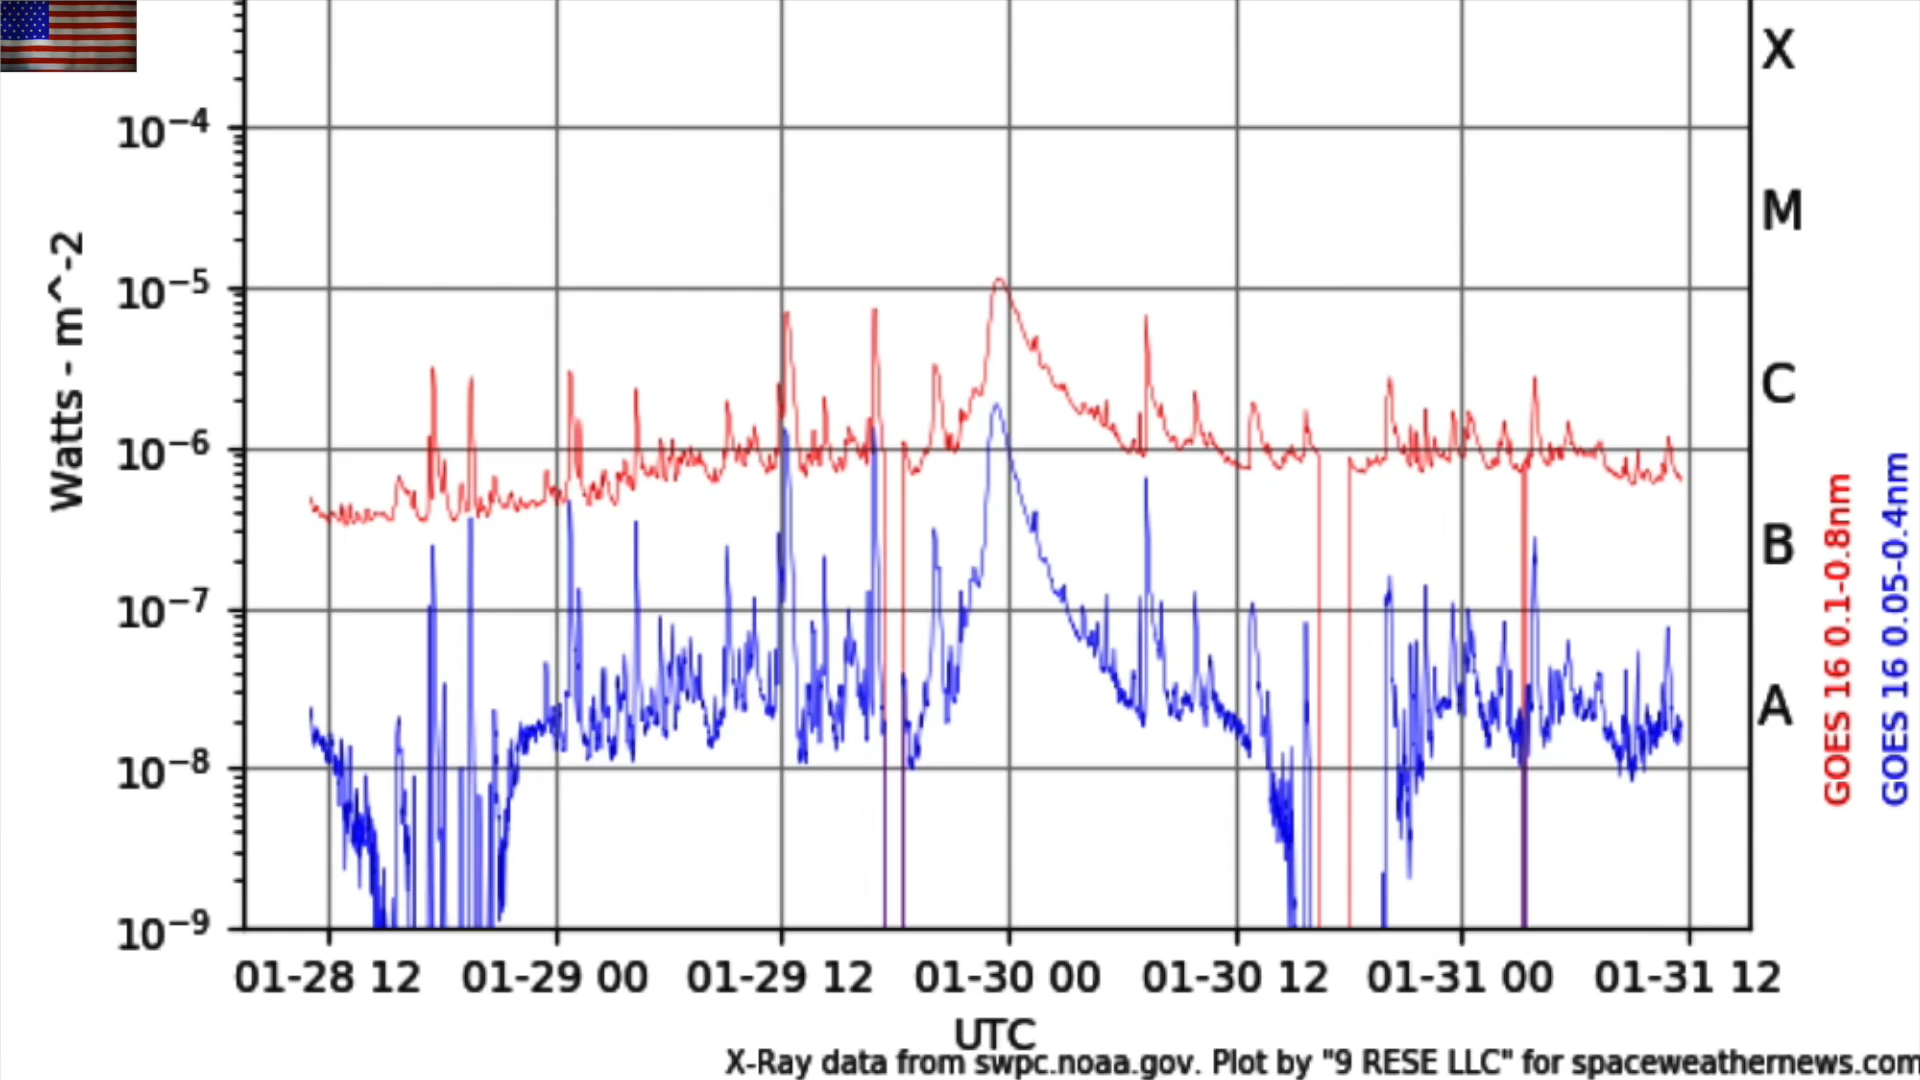 X
10⁻⁴
M
10⁻⁵
C
10⁻⁶
B
10⁻⁷
A
10⁻⁸
10⁻⁹
Watts - m^-2
GOES 16 0.1-0.8nm
GOES 16 0.05-0.4nm
01-28 12 01-29 00 01-29 12 01-30 00 01-30 12 01-31 00 01-31 12
UTC
X-Ray data from swpc.noaa.gov. Plot by "9 RESE LLC" for spaceweathernews.com